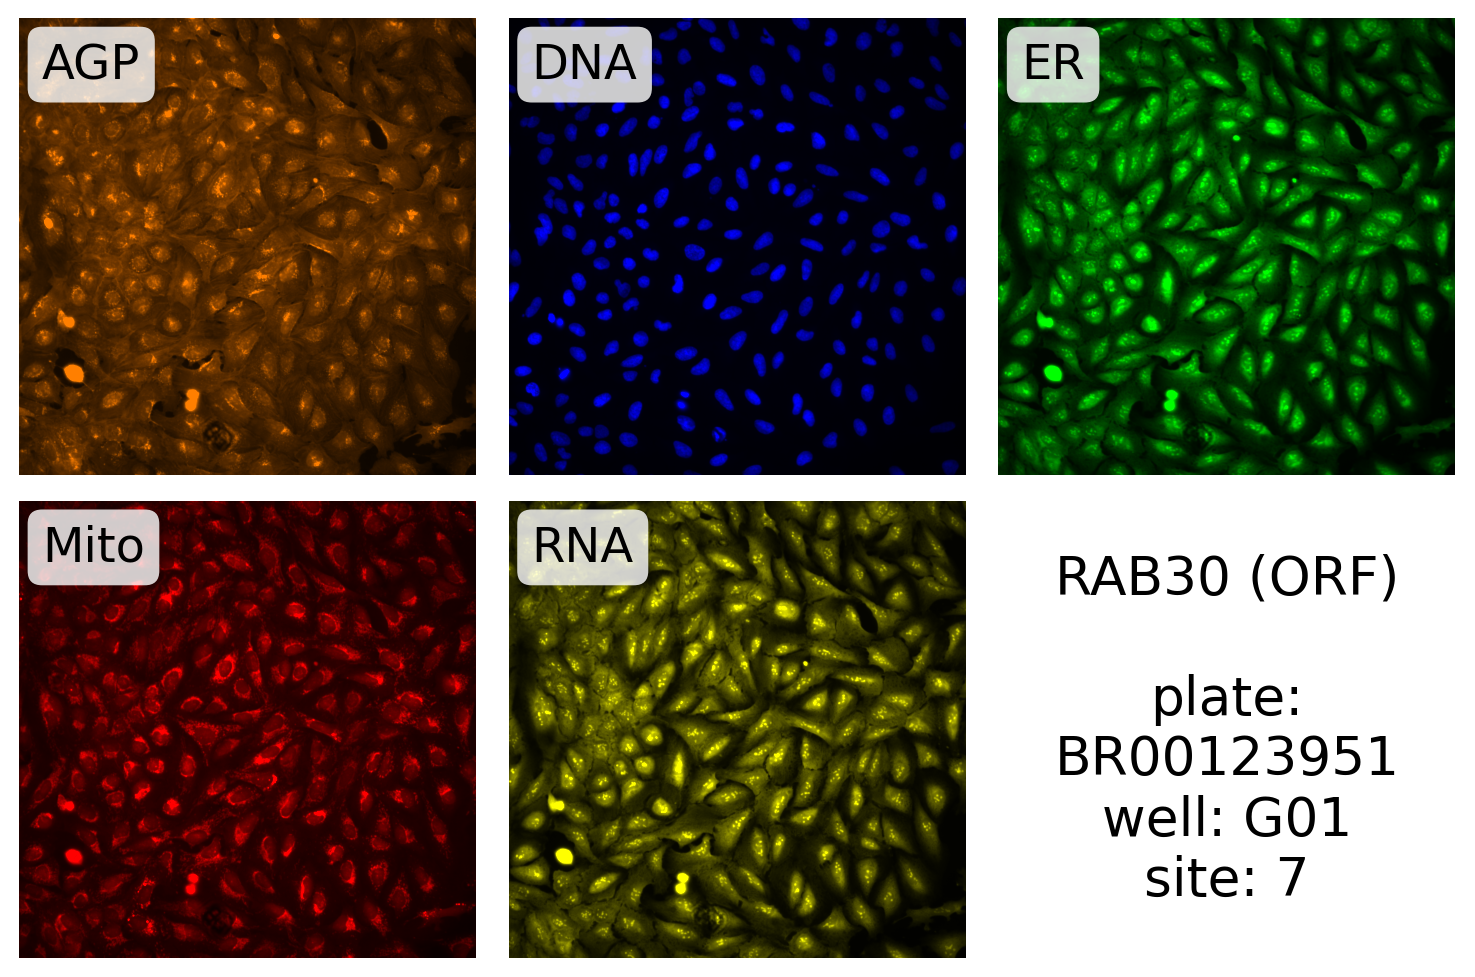 AGP
DNA
ER
Mito
RNA
RAB30 (ORF)
plate:
BR00123951
well: G01
site: 7